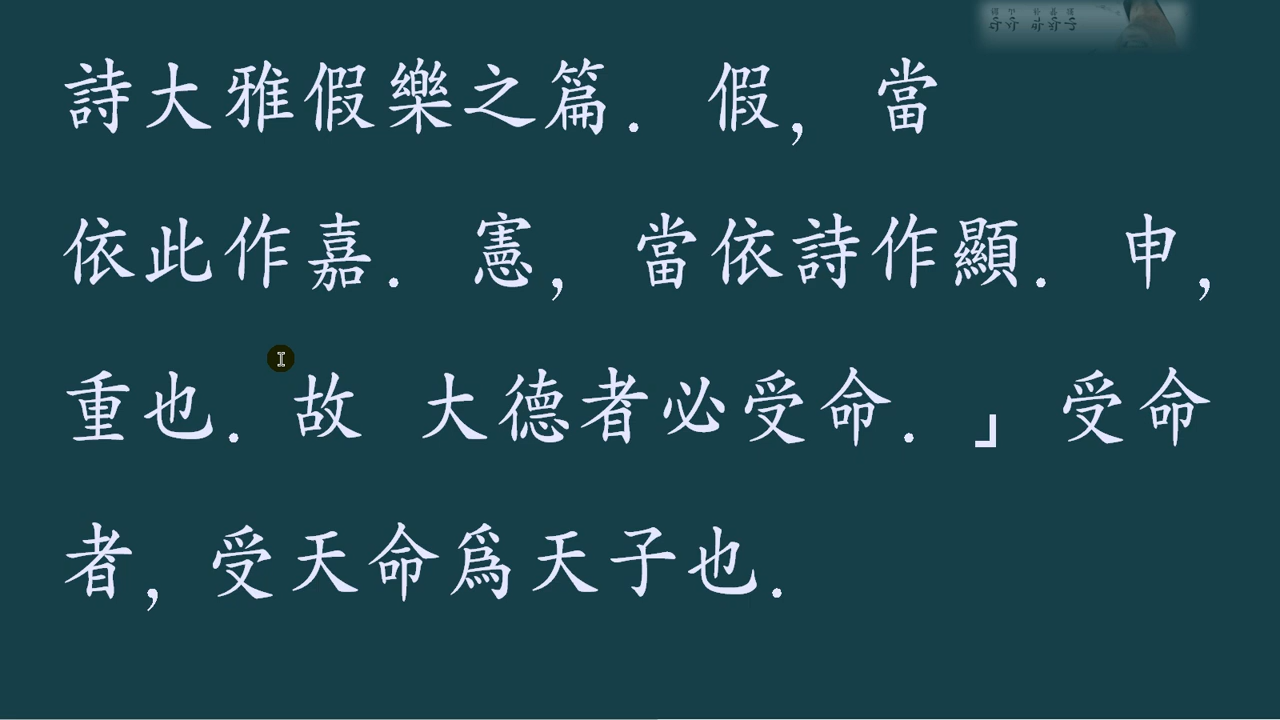 詩大雅假樂之篇. 假, 當
依此作嘉. 憲, 當依詩作顯. 申,
重也. 故 大德者必受命.」 受命
者, 受天命爲天子也.